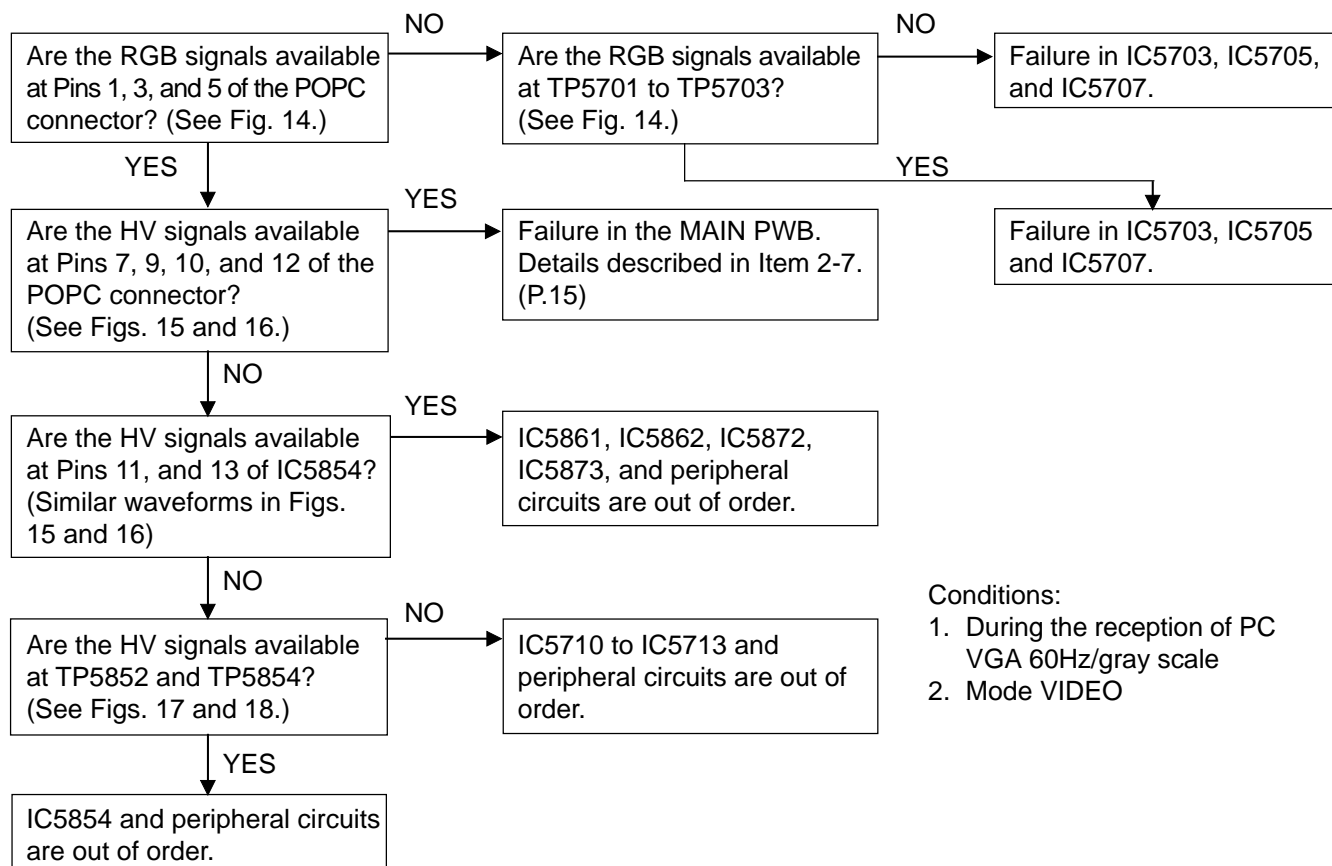 NO
NO
Are the RGB signals available
at Pins 1, 3, and 5 of the POPC
connector? (See Fig. 14.)
Are the RGB signals available
at TP5701 to TP5703?
(See Fig. 14.)
Failure in IC5703, IC5705,
and IC5707.
YES
YES
YES
Are the HV signals available
at Pins 7, 9, 10, and 12 of the
POPC connector?
(See Figs. 15 and 16.)
Failure in the MAIN PWB.
Details described in Item 2-7.
(P.15)
Failure in IC5703, IC5705
and IC5707.
NO
YES
Are the HV signals available
at Pins 11, and 13 of IC5854?
(Similar waveforms in Figs.
15 and 16)
IC5861, IC5862, IC5872,
IC5873, and peripheral
circuits are out of order.
NO
NO
Are the HV signals available
at TP5852 and TP5854?
(See Figs. 17 and 18.)
IC5710 to IC5713 and
peripheral circuits are out of
order.
Conditions:
1. During the reception of PC
VGA 60Hz/gray scale
2. Mode VIDEO
YES
IC5854 and peripheral circuits
are out of order.